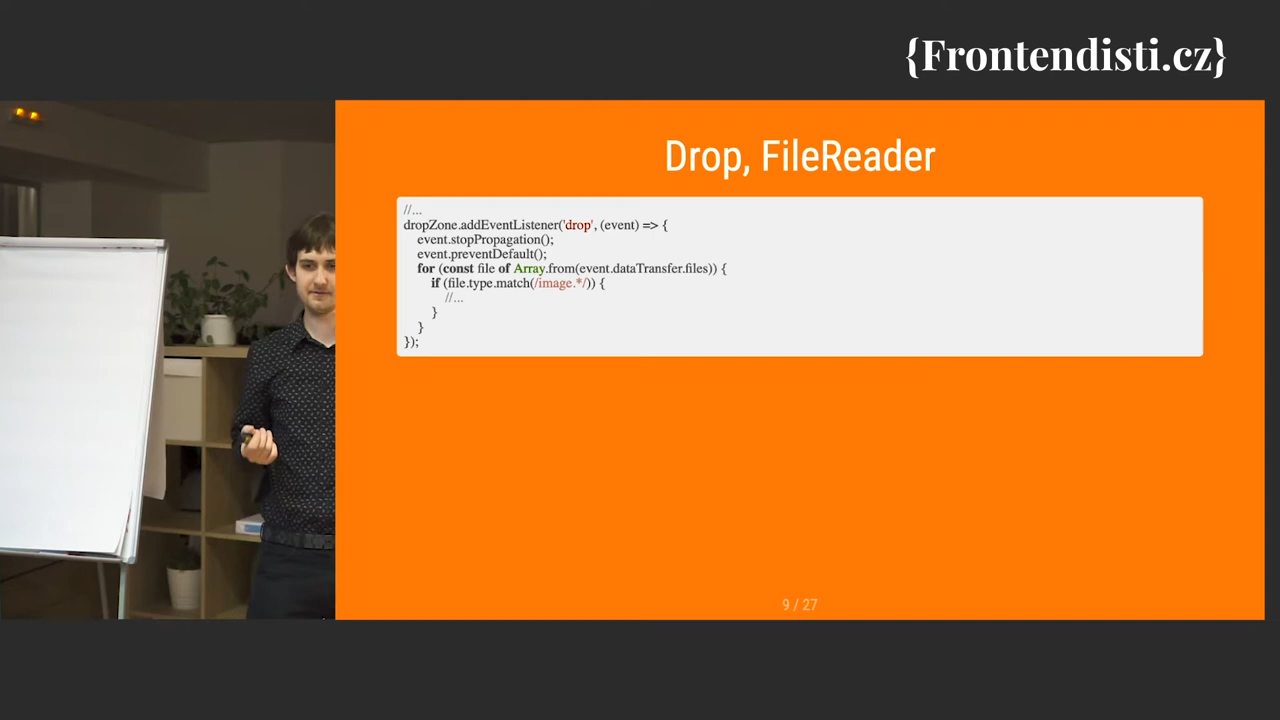 {Frontendisti.cz}
Drop, FileReader
//...
dropZone.addEventListener('drop', (event) => {
event.stopPropagation();
event.preventDefault();
for (const file of Array.from(event.dataTransfer.files)) {
if (file.type.match(/image.*/)) {
//...
}
}
});
9 / 27